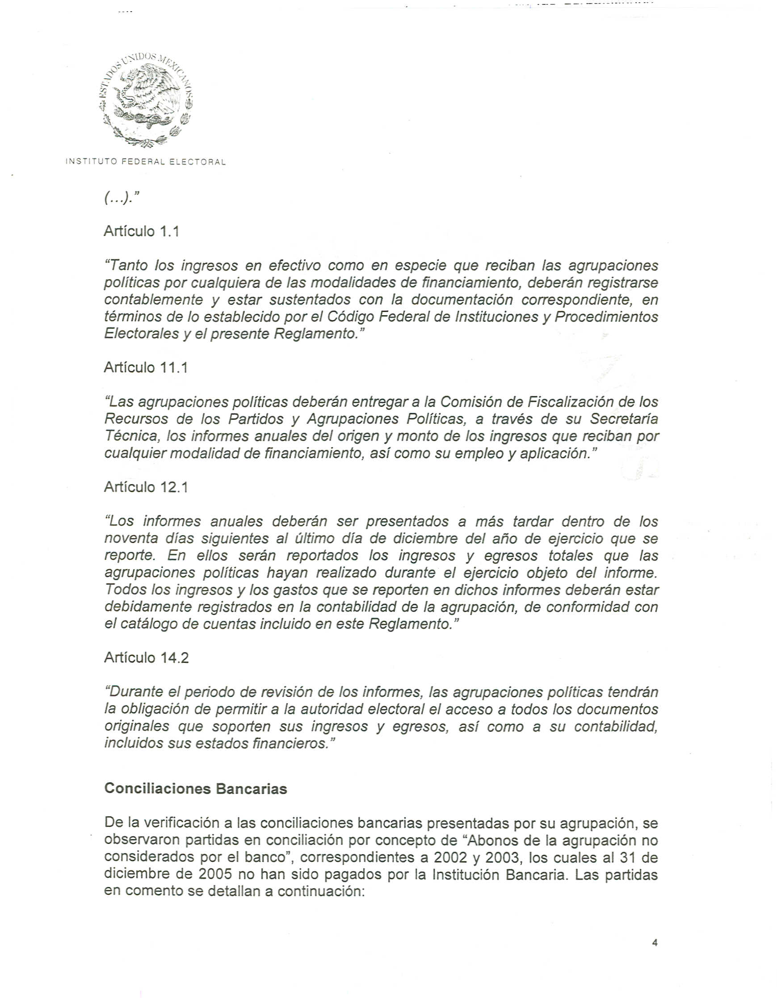 ESTADOS UNIDOS MEXICANOS
INSTITUTO FEDERAL ELECTORAL
(...).”
Artículo 1.1
“Tanto los ingresos en efectivo como en especie que reciban las agrupaciones
políticas por cualquiera de las modalidades de financiamiento, deberán registrarse
contablemente y estar sustentados con la documentación correspondiente, en
términos de lo establecido por el Código Federal de Instituciones y Procedimientos
Electorales y el presente Reglamento.”
Artículo 11.1
“Las agrupaciones políticas deberán entregar a la Comisión de Fiscalización de los
Recursos de los Partidos y Agrupaciones Políticas, a través de su Secretaría
Técnica, los informes anuales del origen y monto de los ingresos que reciban por
cualquier modalidad de financiamiento, así como su empleo y aplicación.”
Artículo 12.1
“Los informes anuales deberán ser presentados a más tardar dentro de los
noventa días siguientes al último día de diciembre del año de ejercicio que se
reporte. En ellos serán reportados los ingresos y egresos totales que las
agrupaciones políticas hayan realizado durante el ejercicio objeto del informe.
Todos los ingresos y los gastos que se reporten en dichos informes deberán estar
debidamente registrados en la contabilidad de la agrupación, de conformidad con
el catálogo de cuentas incluido en este Reglamento.”
Artículo 14.2
“Durante el periodo de revisión de los informes, las agrupaciones políticas tendrán
la obligación de permitir a la autoridad electoral el acceso a todos los documentos
originales que soporten sus ingresos y egresos, así como a su contabilidad,
incluidos sus estados financieros.”
Conciliaciones Bancarias
De la verificación a las conciliaciones bancarias presentadas por su agrupación, se
observaron partidas en conciliación por concepto de “Abonos de la agrupación no
considerados por el banco”, correspondientes a 2002 y 2003, los cuales al 31 de
diciembre de 2005 no han sido pagados por la Institución Bancaria. Las partidas
en comento se detallan a continuación:
4